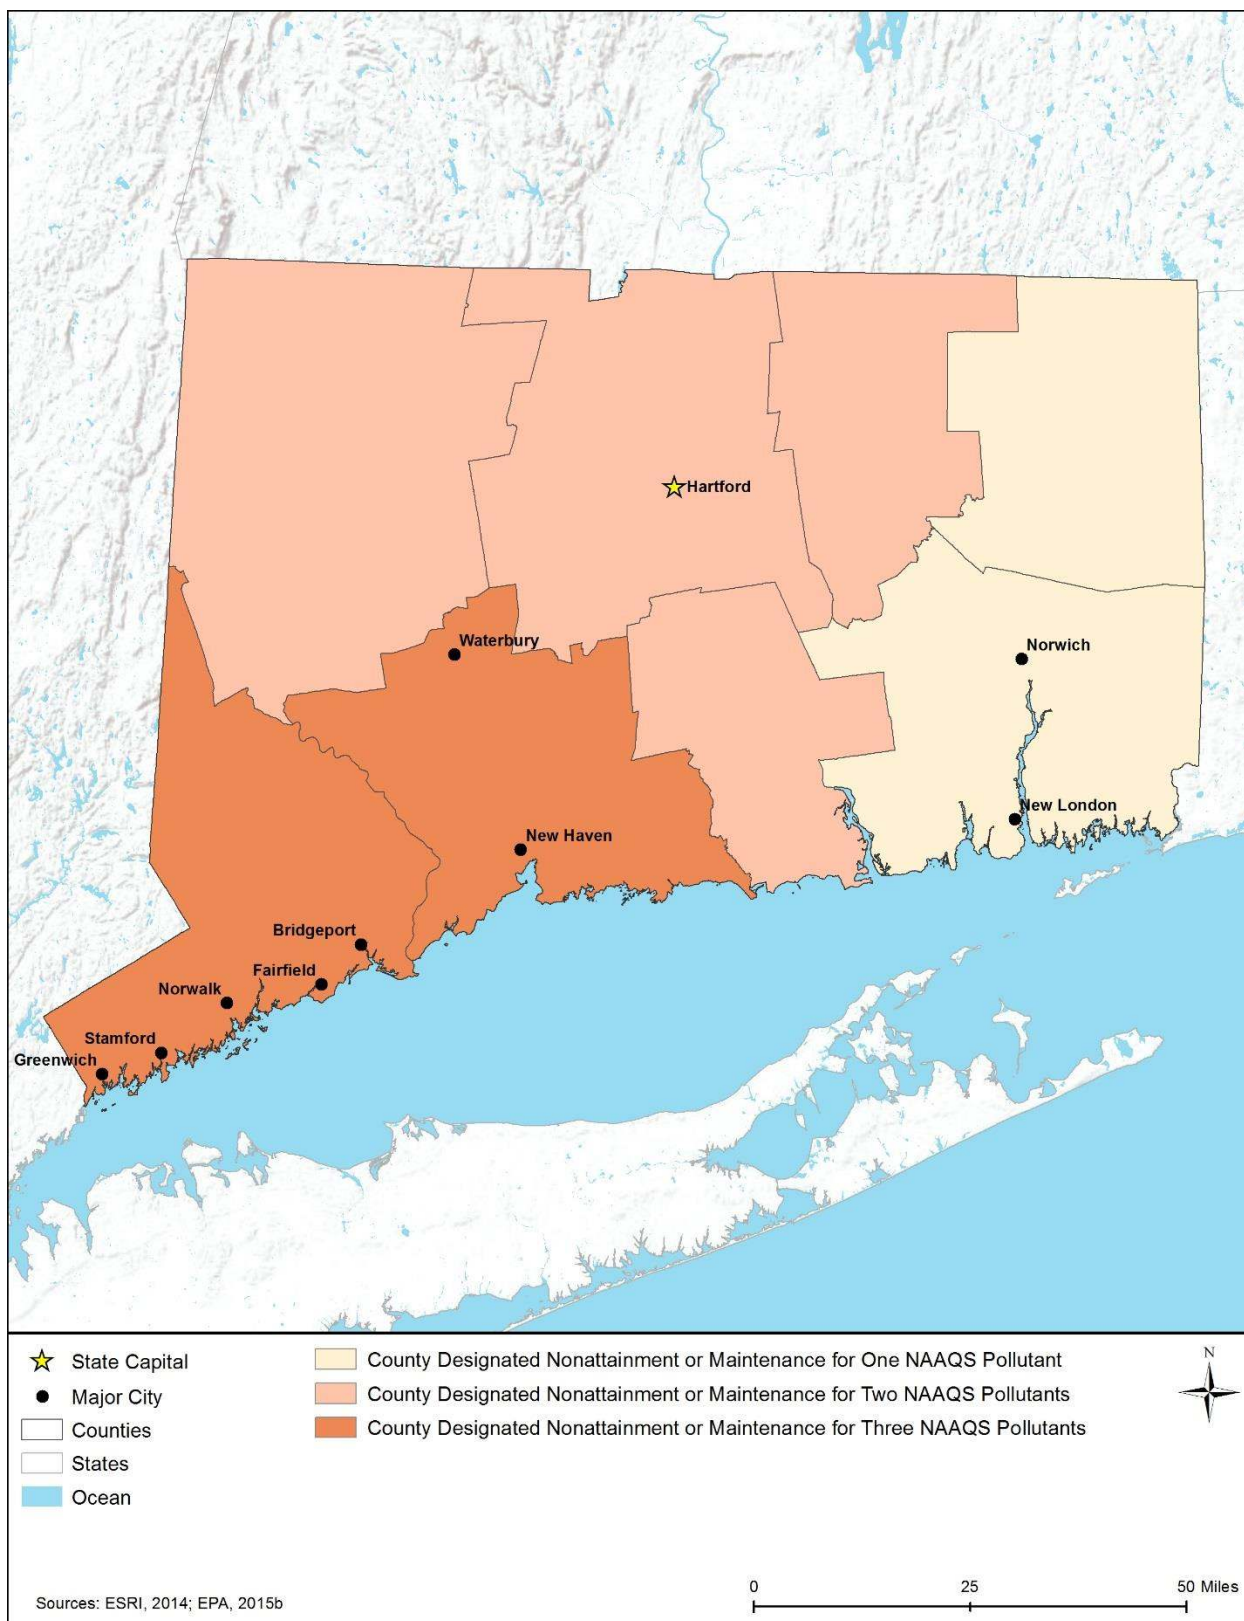 Hartford
Waterbury
Norwich
New London
New Haven
Bridgeport
Fairfield
Norwalk
Stamford
Greenwich
State Capital
Major City
Counties
States
Ocean
County Designated Nonattainment or Maintenance for One NAAQS Pollutant
County Designated Nonattainment or Maintenance for Two NAAQS Pollutants
County Designated Nonattainment or Maintenance for Three NAAQS Pollutants
N
0 25 50 Miles
Sources: ESRI, 2014; EPA, 2015b